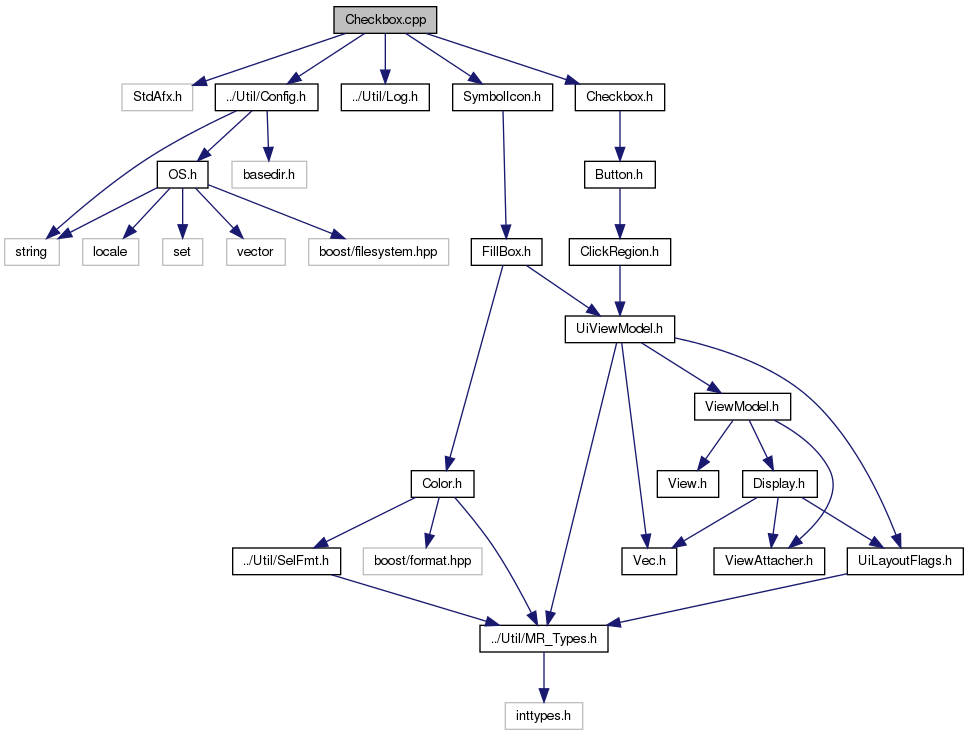 Checkbox.cpp
StdAfx.h
../Util/Config.h
../Util/Log.h
SymbolIcon.h
Checkbox.h
OS.h
basedir.h
Button.h
string
locale
set
vector
boost/filesystem.hpp
FillBox.h
ClickRegion.h
UiViewModel.h
ViewModel.h
Color.h
View.h
Display.h
../Util/SelFmt.h
boost/format.hpp
Vec.h
ViewAttacher.h
UiLayoutFlags.h
../Util/MR_Types.h
inttypes.h